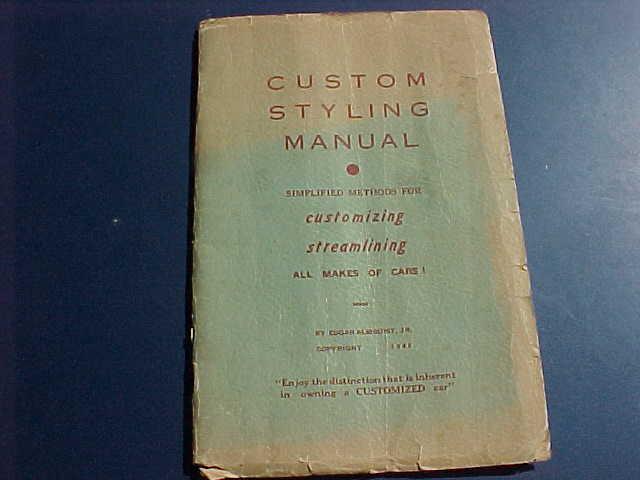 CUSTOM
STYLING
MANUAL
SIMPLIFIED METHODS FOR
customizing
streamlining
ALL MAKES OF CARS!
BY EDGAR ALMQUIST, JR.
COPYRIGHT
"Enjoy the distinction that is inherent
in owning a CUSTOMIZED car"